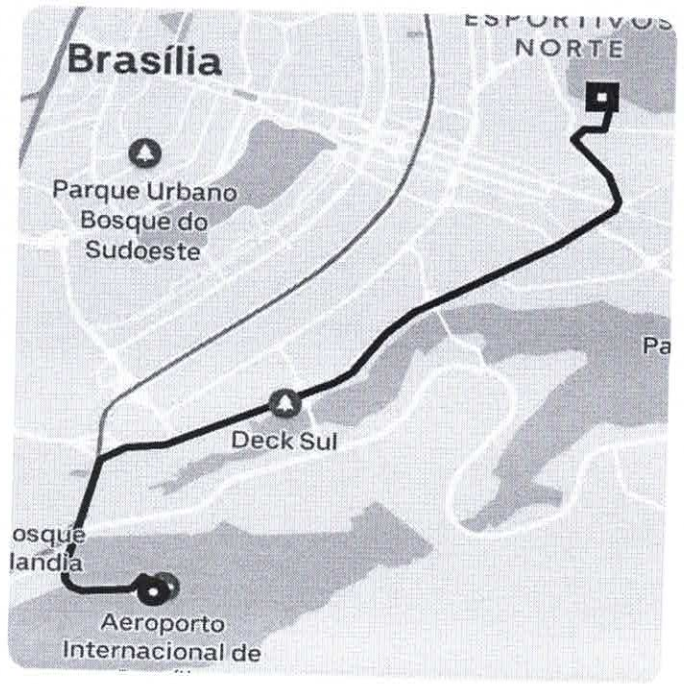 ESPORTIVOS
NORTE
Brasília
Parque Urbano
Bosque do
Sudoeste
Pa
Deck Sul
osque
landia
Aeroporto
Internacional de